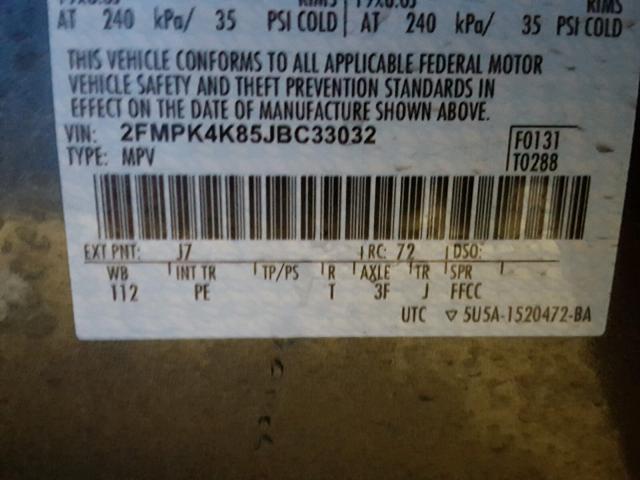 RIMS RIMS
AT 240 kPa/ 35 PSI COLD AT 240 kPa/ 35 PSI COLD
THIS VEHICLE CONFORMS TO ALL APPLICABLE FEDERAL MOTOR
VEHICLE SAFETY AND THEFT PREVENTION STANDARDS IN
EFFECT ON THE DATE OF MANUFACTURE SHOWN ABOVE.
VIN: 2FMPK4K85JBC33032
TYPE: MPV
F0131
T0288
EXT PNT: J7 RC: 72 DSO:
WB INT TR TP/PS R AXLE TR SPR
112 PE T 3F J FFCC
UTC ▽ 5U5A-1520472-BA